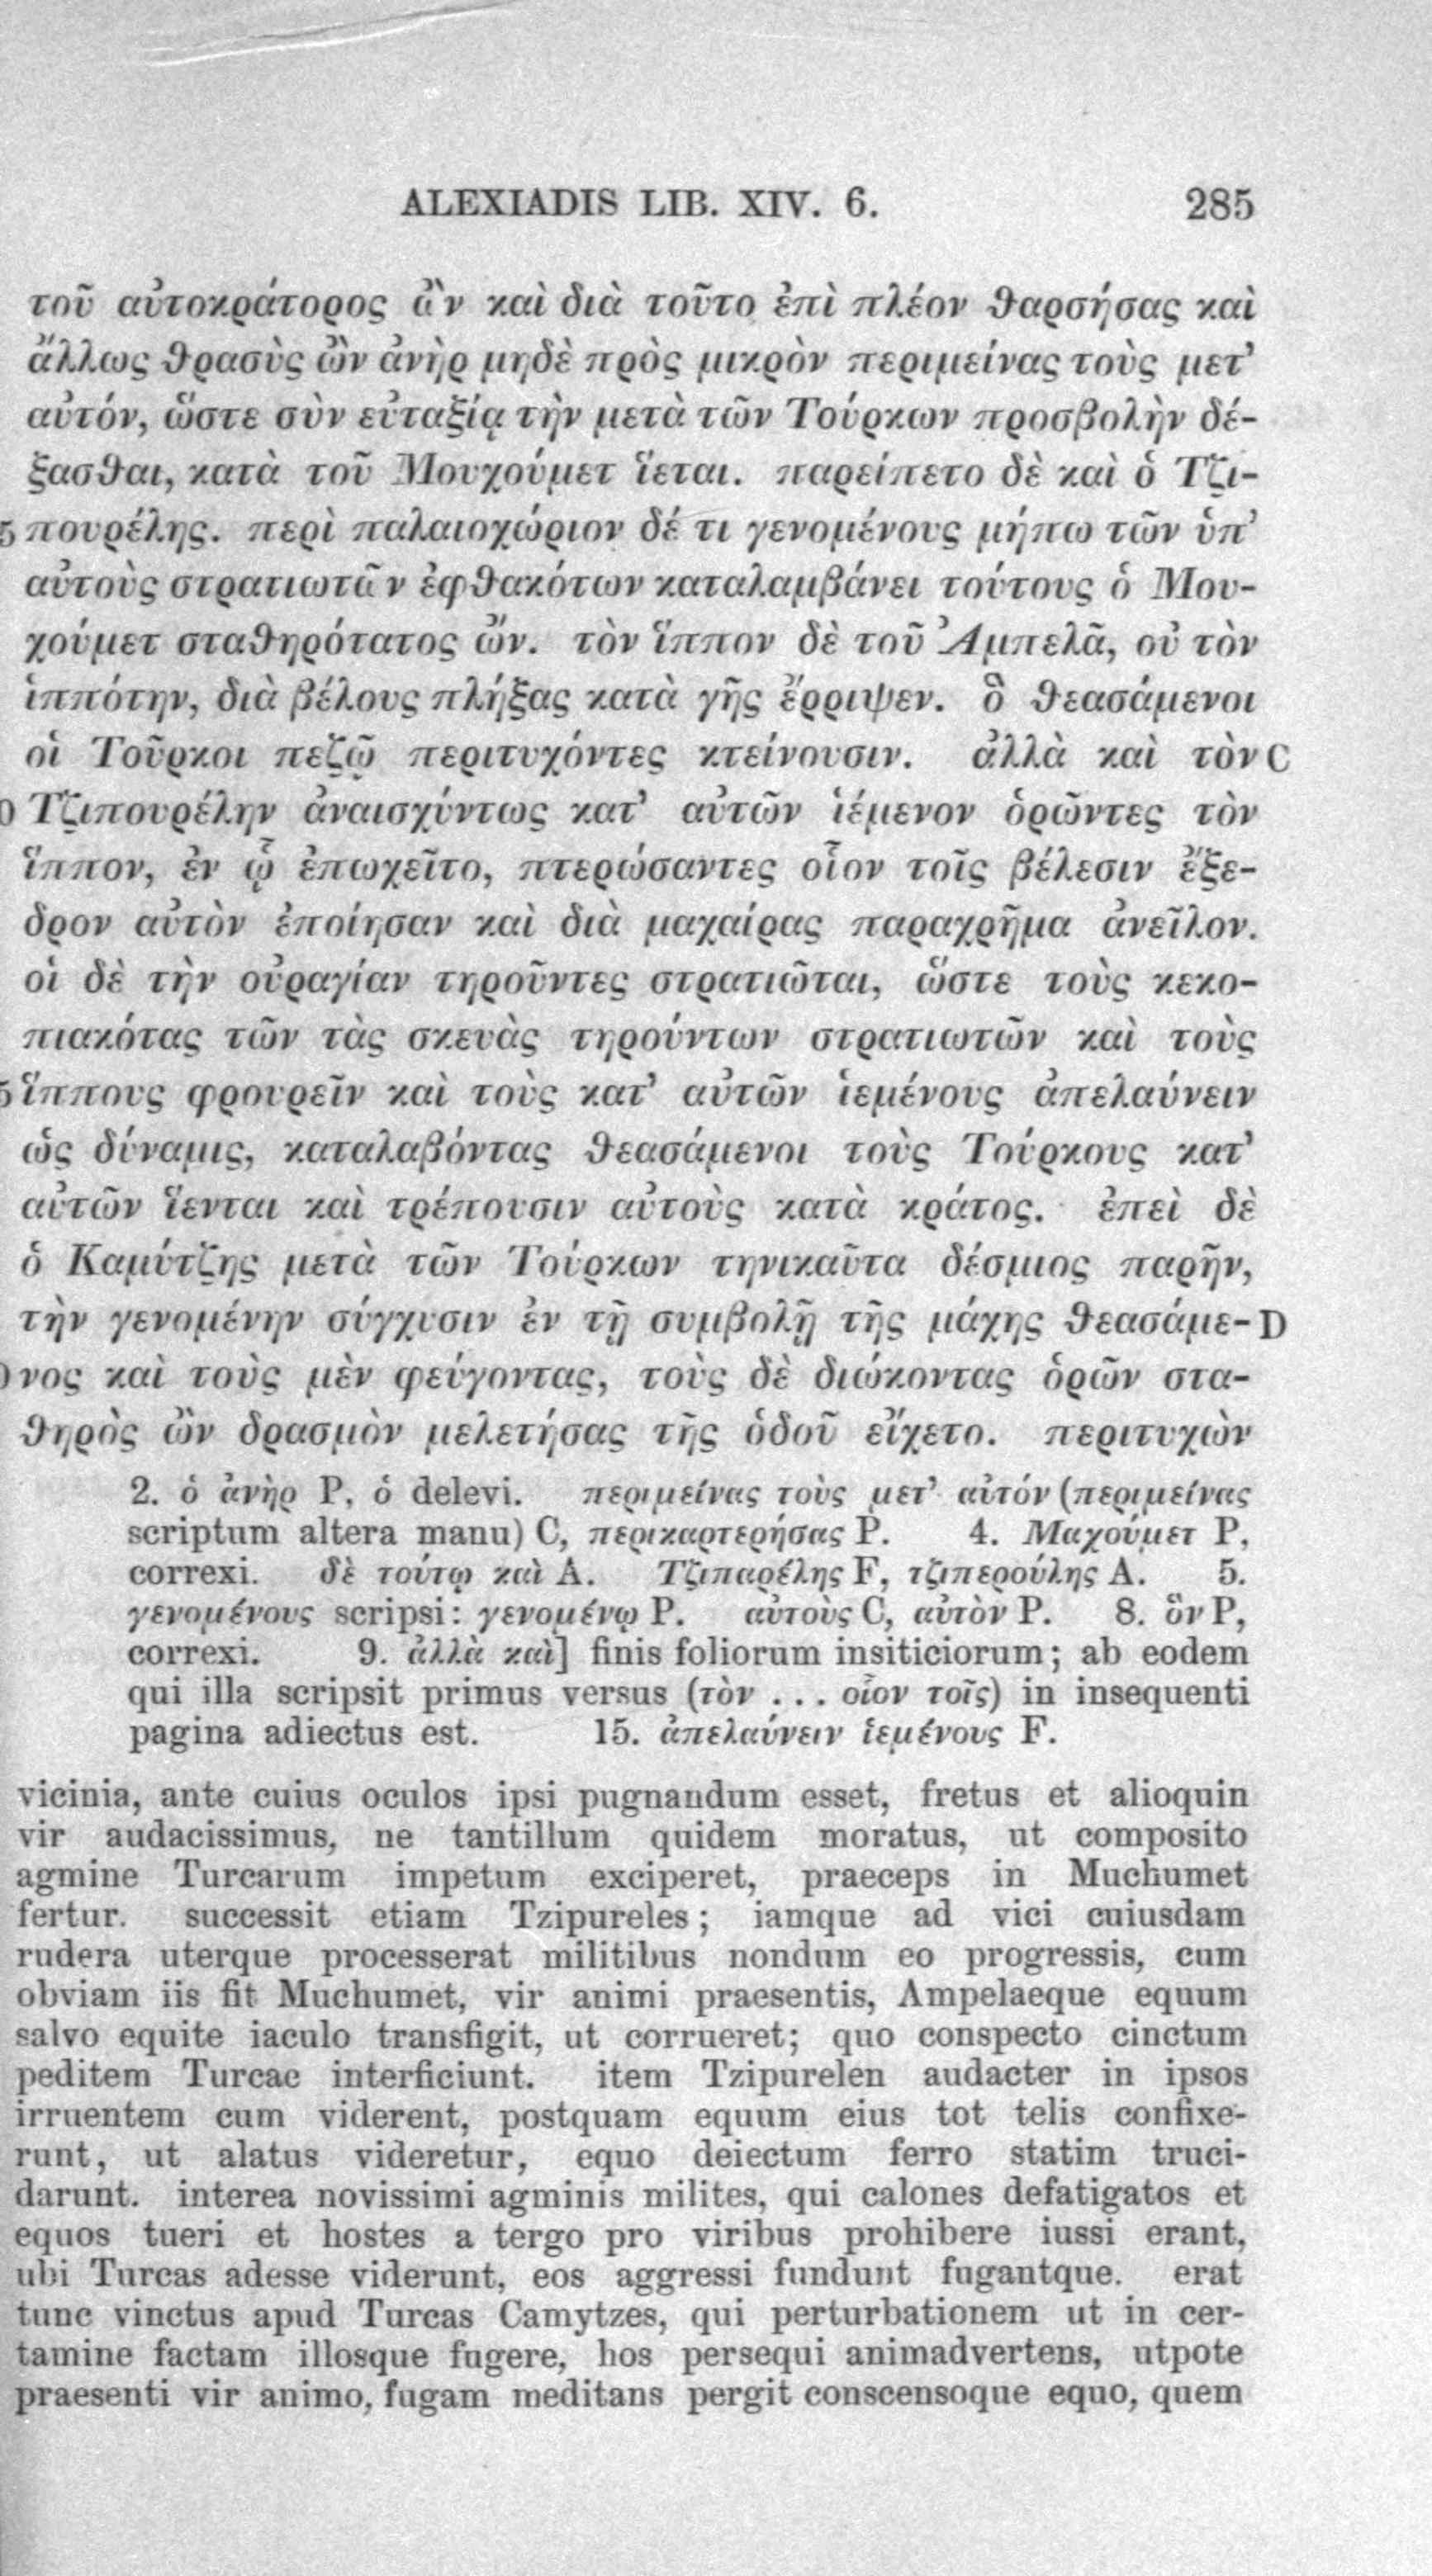 ALEXIADIS LIB. XIV. 6. 285
τοῦ αὐτοκράτορος ὢν καὶ διὰ τοῦτο ἐπὶ πλέον θαρσήσας καὶ
ἄλλως θρασὺς ὢν ἀνὴρ μηδὲ πρὸς μικρὸν περιμείνας τοὺς μετ’
αὐτόν, ὥστε σὺν εὐταξίᾳ τὴν μετὰ τῶν Τούρκων προσβολὴν δέ-
ξασθαι, κατὰ τοῦ Μουχούμετ ἵεται. παρείπετο δὲ καὶ ὁ Τζι-
5 πουρέλης. περὶ παλαιοχώριον δέ τι γενομένους μήπω τῶν ὑπ’
αὐτοὺς στρατιωτῶν ἐφθακότων καταλαμβάνει τούτους ὁ Μου-
χούμετ σταθηρότατος ὤν. τὸν ἵππον δὲ τοῦ Ἀμπελᾶ, οὐ τὸν
ἱππότην, διὰ βέλους πλήξας κατὰ γῆς ἔρριψεν. ὃ θεασάμενοι
οἱ Τοῦρκοι πεζῷ περιτυχόντες κτείνουσιν. ἀλλὰ καὶ τὸν C
0 Τζιπουρέλην ἀναισχύντως κατ’ αὐτῶν ἱέμενον ὁρῶντες τὸν
ἵππον, ἐν ᾧ ἐπωχεῖτο, πτερώσαντες οἷον τοῖς βέλεσιν ἔξε-
δρον αὐτὸν ἐποίησαν καὶ διὰ μαχαίρας παραχρῆμα ἀνεῖλον.
οἱ δὲ τὴν οὐραγίαν τηροῦντες στρατιῶται, ὥστε τοὺς κεκο-
πιακότας τῶν τὰς σκευὰς τηρούντων στρατιωτῶν καὶ τοὺς
5 ἵππους φρουρεῖν καὶ τοὺς κατ’ αὐτῶν ἱεμένους ἀπελαύνειν
ὡς δύναμις, καταλαβόντας θεασάμενοι τοὺς Τούρκους κατ’
αὐτῶν ἵενται καὶ τρέπουσιν αὐτοὺς κατὰ κράτος. ἐπεὶ δὲ
ὁ Καμύτζης μετὰ τῶν Τούρκων τηνικαῦτα δέσμιος παρῆν,
τὴν γενομένην σύγχυσιν ἐν τῇ συμβολῇ τῆς μάχης θεασάμε- D
0 νος καὶ τοὺς μὲν φεύγοντας, τοὺς δὲ διώκοντας ὁρῶν στα-
θηρὸς ὢν δρασμὸν μελετήσας τῆς ὁδοῦ εἴχετο. περιτυχὼν
2. ὁ ἀνὴρ P, ὁ delevi. περιμείνας τοὺς μετ’ αὐτόν (περιμείνας
scriptum altera manu) C, περικαρτερήσας P. 4. Μαχούμετ P,
correxi. δὲ τούτῳ καὶ A. Τζιπαρέλης F, τζιπερούλης A. 5.
γενομένους scripsi: γενομένῳ P. αὐτοὺς C, αὐτὸν P. 8. ὃν P,
correxi. 9. ἀλλὰ καὶ] finis foliorum insiticiorum; ab eodem
qui illa scripsit primus versus (τὸν ... οἷον τοῖς) in insequenti
pagina adiectus est. 15. ἀπελαύνειν ἱεμένους F.
vicinia, ante cuius oculos ipsi pugnandum esset, fretus et alioquin
vir audacissimus, ne tantillum quidem moratus, ut composito
agmine Turcarum impetum exciperet, praeceps in Muchumet
fertur. successit etiam Tzipureles; iamque ad vici cuiusdam
rudera uterque processerat militibus nondum eo progressis, cum
obviam iis fit Muchumet, vir animi praesentis, Ampelaeque equum
salvo equite iaculo transfigit, ut corrueret; quo conspecto cinctum
peditem Turcae interficiunt. item Tzipurelen audacter in ipsos
irruentem cum viderent, postquam equum eius tot telis confixe-
runt, ut alatus videretur, equo deiectum ferro statim truci-
darunt. interea novissimi agminis milites, qui calones defatigatos et
equos tueri et hostes a tergo pro viribus prohibere iussi erant,
ubi Turcas adesse viderunt, eos aggressi fundunt fugantque. erat
tunc vinctus apud Turcas Camytzes, qui perturbationem ut in cer-
tamine factam illosque fugere, hos persequi animadvertens, utpote
praesenti vir animo, fugam meditans pergit conscensoque equo, quem